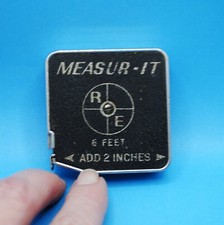 MEASUR-IT
R
E
6 FEET
ADD 2 INCHES